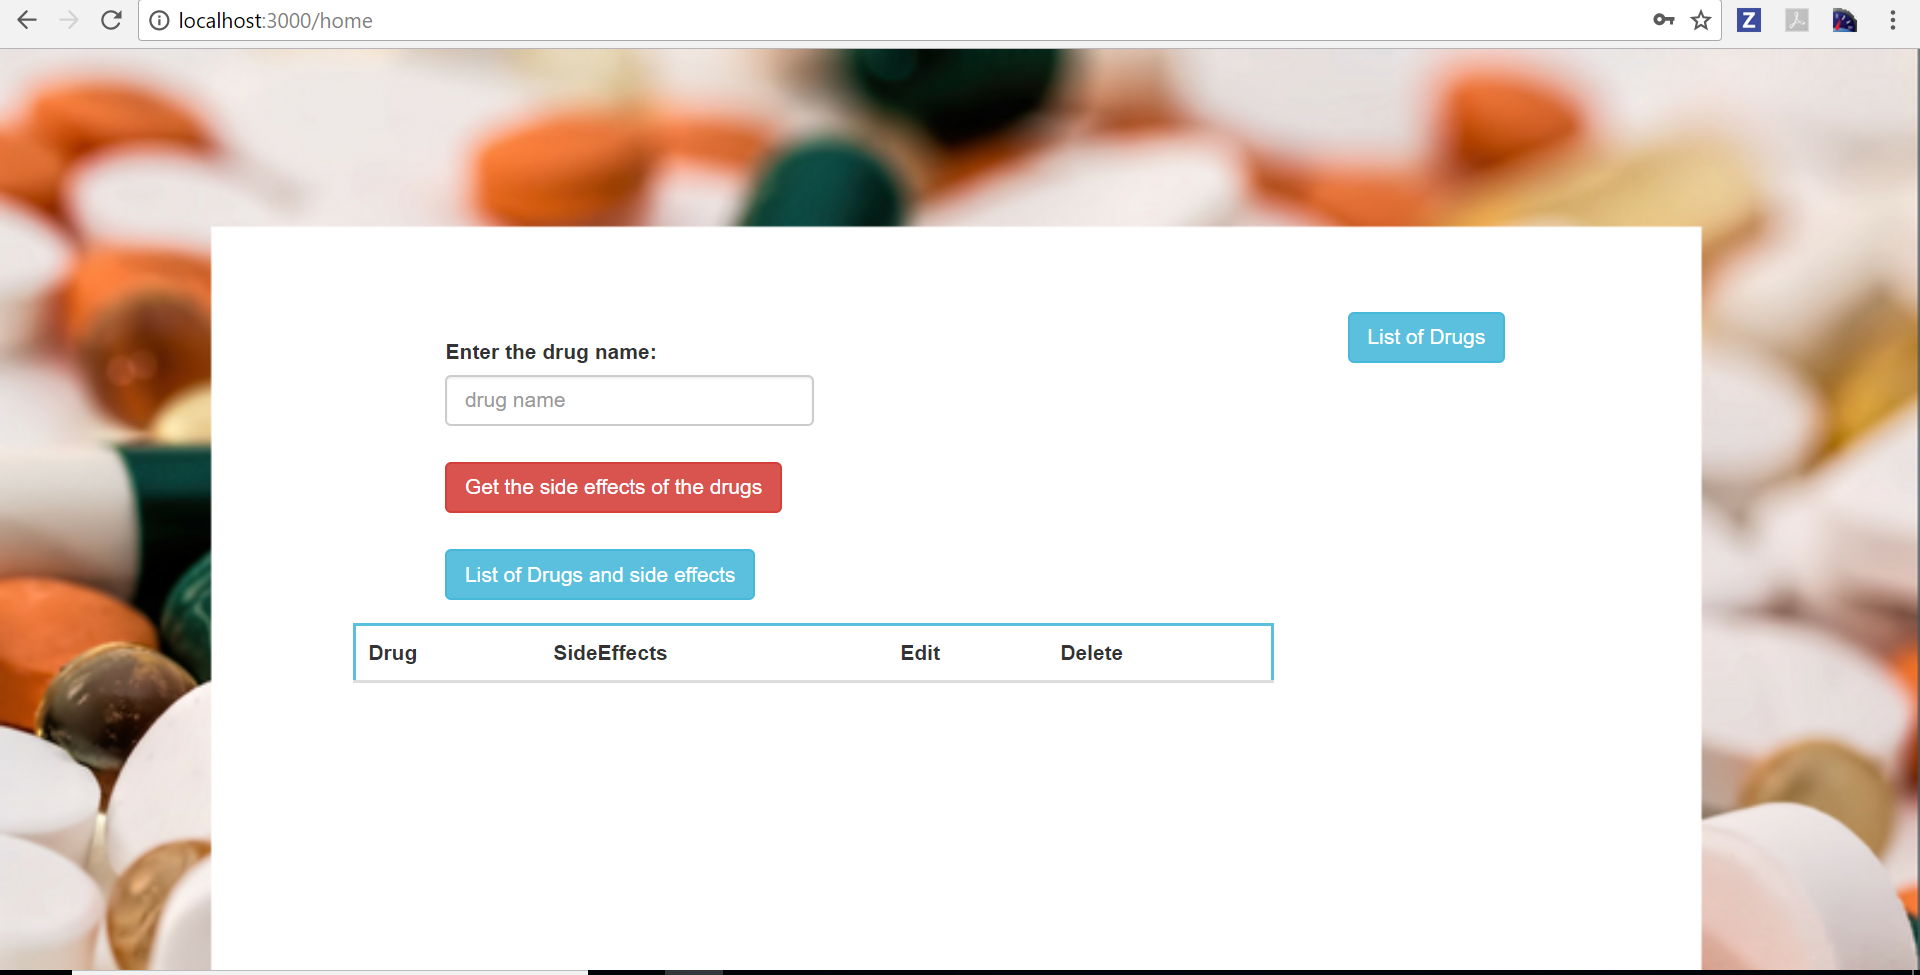 localhost:3000/home
Z
List of Drugs
Enter the drug name:
drug name
Get the side effects of the drugs
List of Drugs and side effects
Drug SideEffects Edit Delete